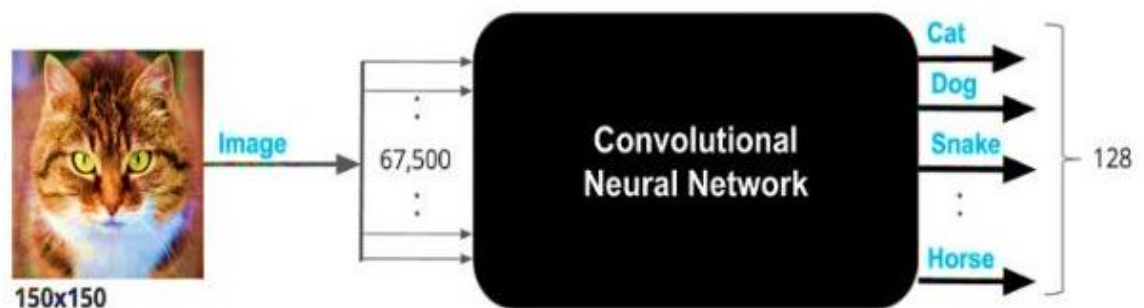 Image
150x150
67,500
Convolutional
Neural Network
Cat
Dog
Snake
Horse
128